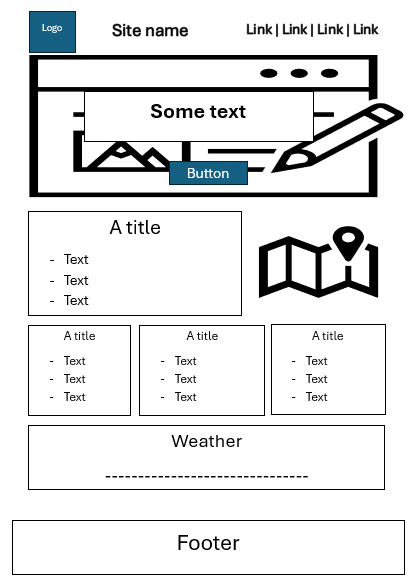 Logo
Site name
Link | Link | Link | Link
Some text
Button
A title
- Text
- Text
- Text
A title
- Text
- Text
- Text
A title
- Text
- Text
- Text
A title
- Text
- Text
- Text
Weather
------------------------------
Footer